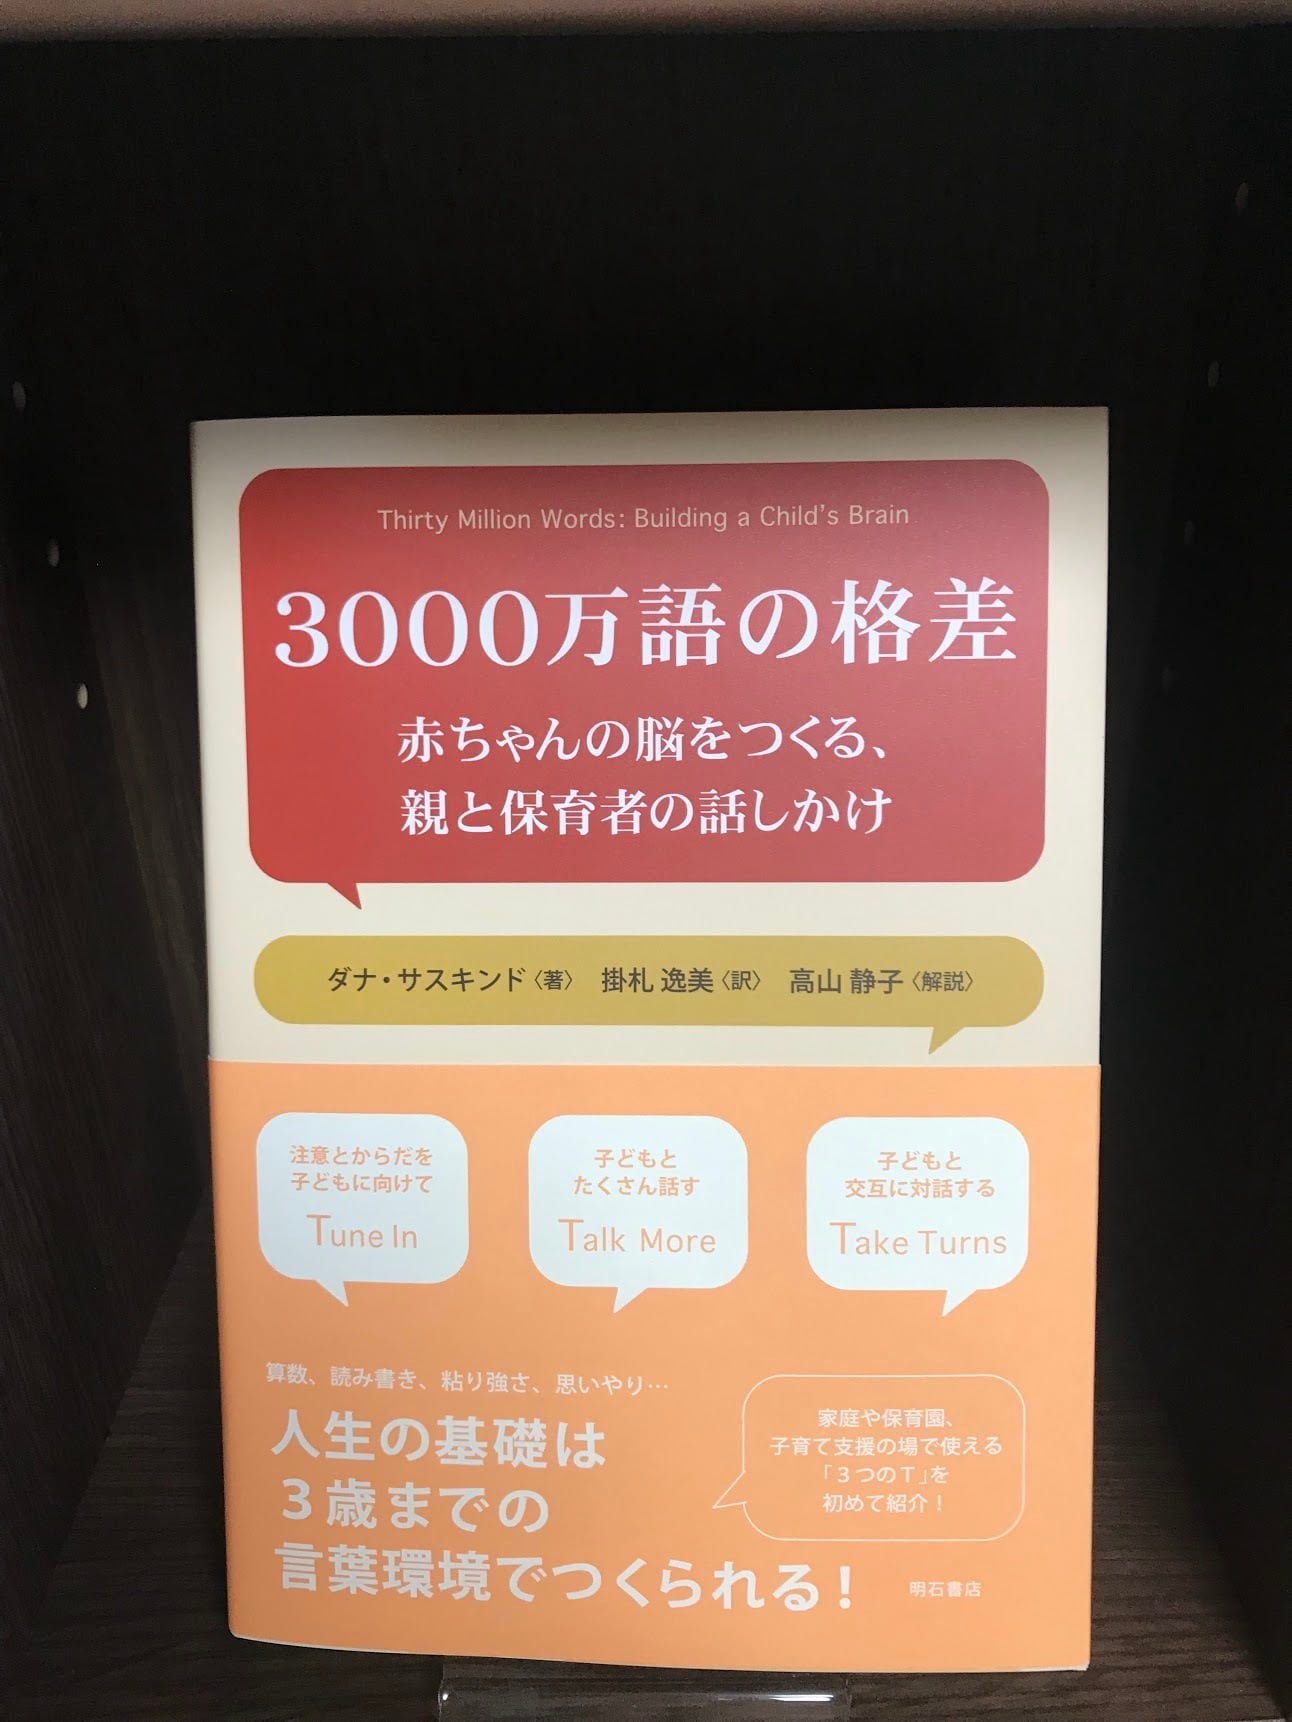 Thirty Million Words: Building a Child's Brain
3000万語の格差
赤ちゃんの脳をつくる、
親と保育者の話しかけ
ダナ・サスキンド〈著〉 掛札 逸美〈訳〉 高山 静子〈解説〉
注意とからだを
子どもに向けて
Tune In
子どもと
たくさん話す
Talk More
子どもと
交互に対話する
Take Turns
算数、読み書き、粘り強さ、思いやり…
人生の基礎は
３歳までの
言葉環境でつくられる！
家庭や保育園、
子育て支援の場で使える
「３つのＴ」を
初めて紹介！
明石書店